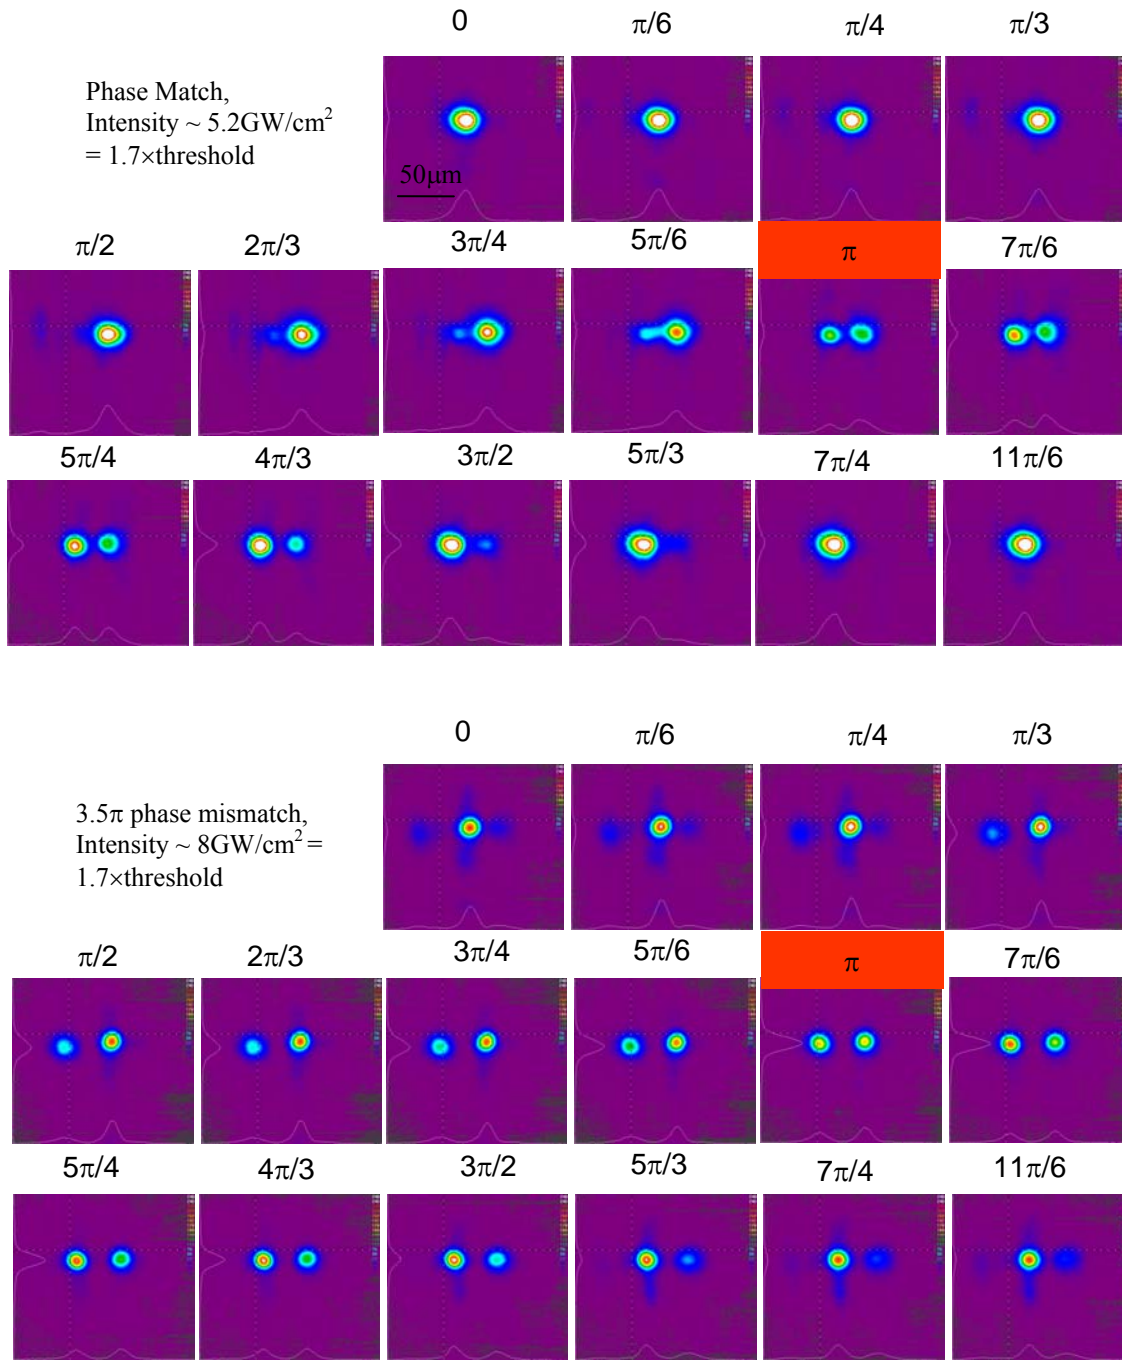 0 π/6 π/4 π/3
Phase Match,
Intensity ~ 5.2GW/cm²
= 1.7×threshold
50μm
π/2 2π/3 3π/4 5π/6 π 7π/6
5π/4 4π/3 3π/2 5π/3 7π/4 11π/6
0 π/6 π/4 π/3
3.5π phase mismatch,
Intensity ~ 8GW/cm² =
1.7×threshold
π/2 2π/3 3π/4 5π/6 π 7π/6
5π/4 4π/3 3π/2 5π/3 7π/4 11π/6